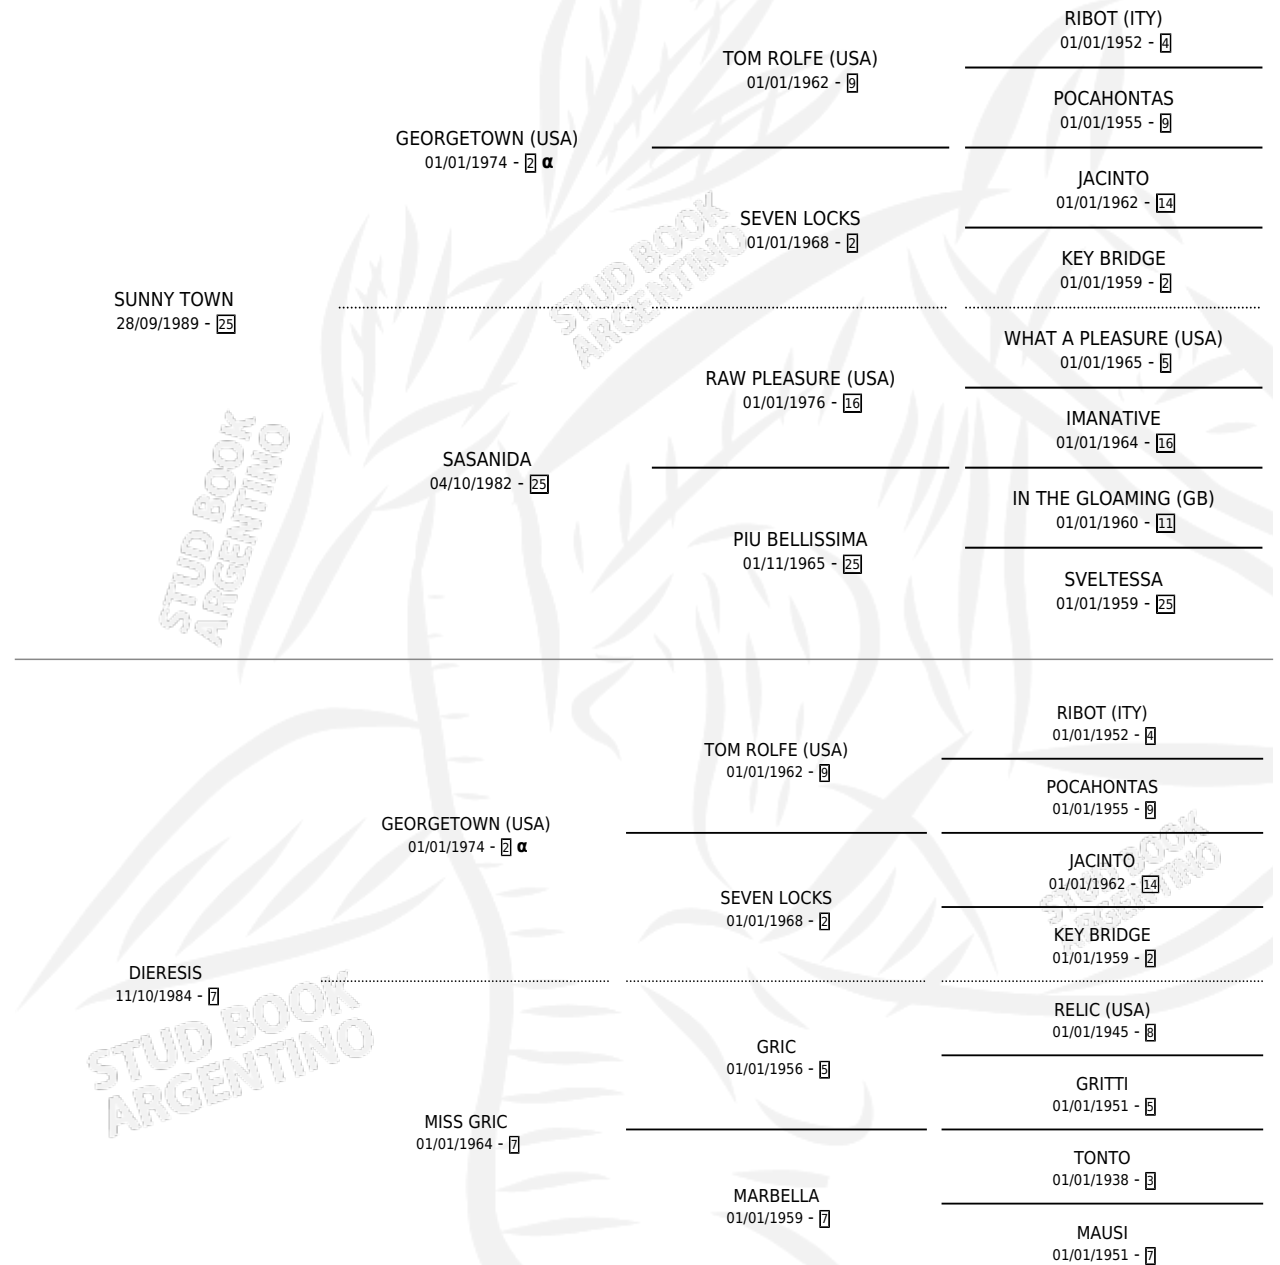 RIBOT (ITY)
01/01/1952 - 4
TOM ROLFE (USA)
01/01/1962 - 9
POCAHONTAS
01/01/1955 - 9
GEORGETOWN (USA)
01/01/1974 - 2 α
JACINTO
01/01/1962 - 14
SEVEN LOCKS
01/01/1968 - 2
KEY BRIDGE
01/01/1959 - 2
SUNNY TOWN
28/09/1989 - 25
WHAT A PLEASURE (USA)
01/01/1965 - 5
RAW PLEASURE (USA)
01/01/1976 - 16
IMANATIVE
01/01/1964 - 16
SASANIDA
04/10/1982 - 25
IN THE GLOAMING (GB)
01/01/1960 - 11
PIU BELLISSIMA
01/11/1965 - 25
SVELTESSA
01/01/1959 - 25
STUD BOOK
ARGENTINO
STUD BOOK
ARGENTINO
RIBOT (ITY)
01/01/1952 - 4
TOM ROLFE (USA)
01/01/1962 - 9
POCAHONTAS
01/01/1955 - 9
GEORGETOWN (USA)
01/01/1974 - 2 α
JACINTO
01/01/1962 - 14
SEVEN LOCKS
01/01/1968 - 2
KEY BRIDGE
01/01/1959 - 2
DIERESIS
11/10/1984 - 7
RELIC (USA)
01/01/1945 - 8
GRIC
01/01/1956 - 5
GRITTI
01/01/1951 - 5
MISS GRIC
01/01/1964 - 7
TONTO
01/01/1938 - 3
MARBELLA
01/01/1959 - 7
MAUSI
01/01/1951 - 7
STUD BOOK
ARGENTINO
STUD BOOK
ARGENTINO